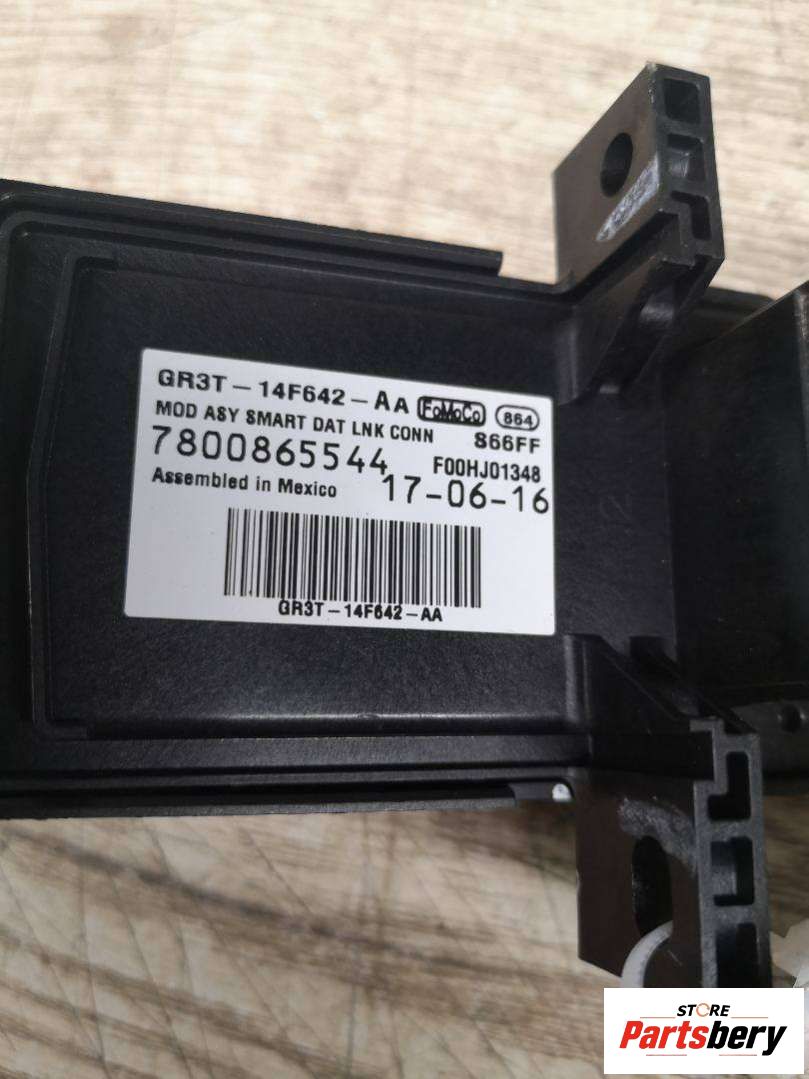 GR3T-14F642-AA FoMoCo 864
MOD ASY SMART DAT LNK CONN S66FF
7800865544 F00HJ01348
Assembled in Mexico 17-06-16
GR3T-14F642-AA
STORE
Partsbery